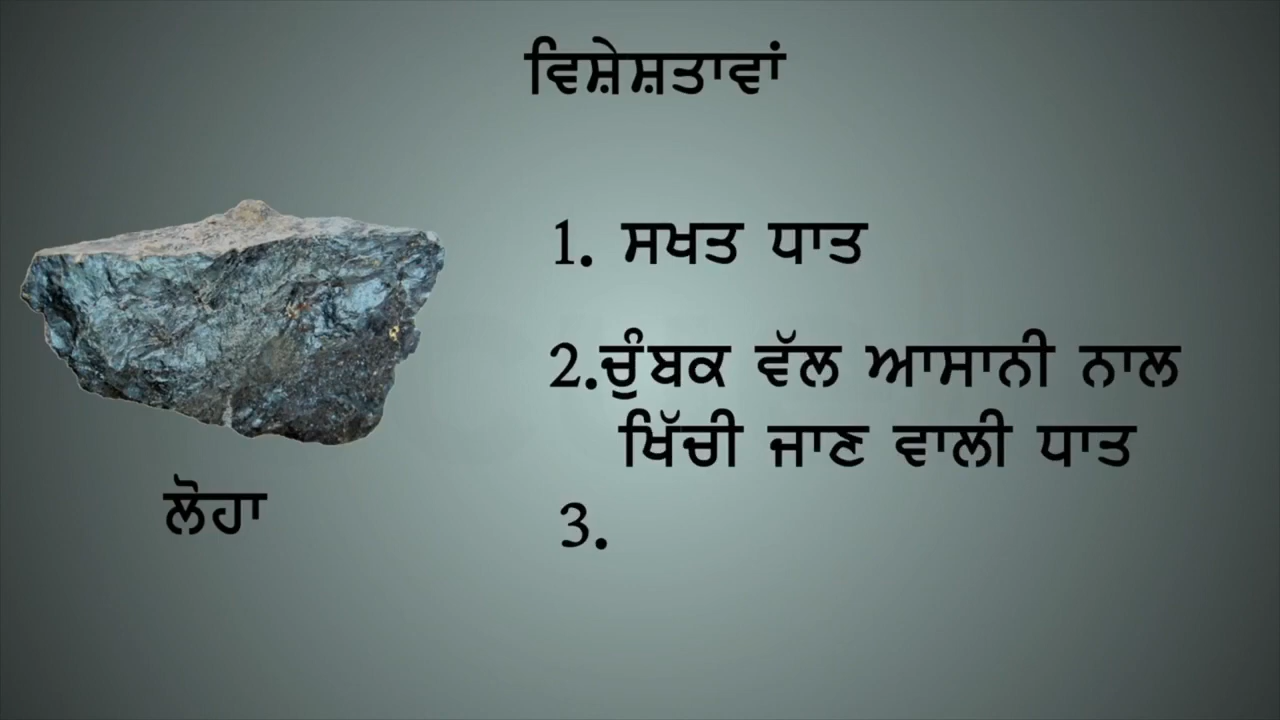 ਵਿਸ਼ੇਸ਼ਤਾਵਾਂ
1. ਸਖਤ ਧਾਤ
2.ਚੁੰਬਕ ਵੱਲ ਆਸਾਨੀ ਨਾਲ
ਖਿੱਚੀ ਜਾਣ ਵਾਲੀ ਧਾਤ
3.
ਲੋਹਾ